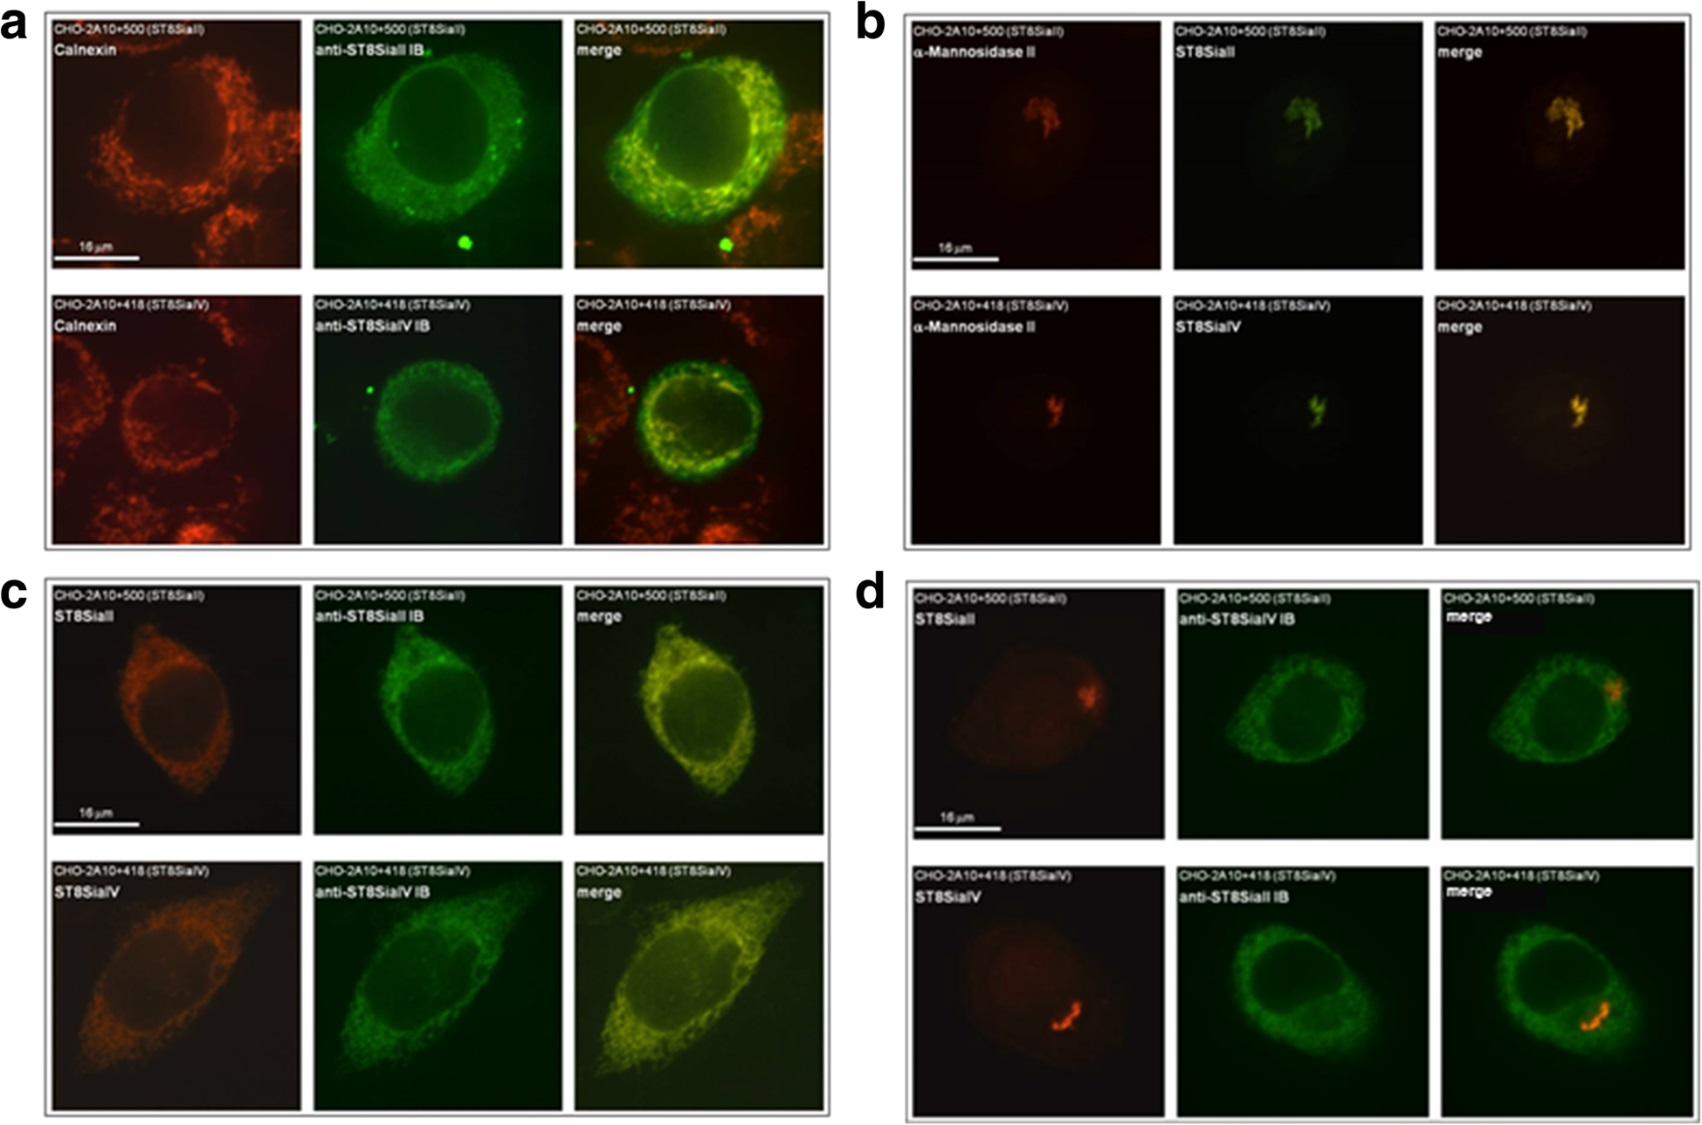 a
CHO-2A10+500 (ST8SiaII)
Calnexin
16 µm
CHO-2A10+500 (ST8SiaII)
anti-ST8SiaII IB
CHO-2A10+500 (ST8SiaII)
merge
CHO-2A10+418 (ST8SiaIV)
Calnexin
CHO-2A10+418 (ST8SiaIV)
anti-ST8SiaIV IB
CHO-2A10+418 (ST8SiaIV)
merge
b
CHO-2A10+500 (ST8SiaII)
α-Mannosidase II
16 µm
CHO-2A10+500 (ST8SiaII)
ST8SiaII
CHO-2A10+500 (ST8SiaII)
merge
CHO-2A10+418 (ST8SiaIV)
α-Mannosidase II
CHO-2A10+418 (ST8SiaIV)
ST8SiaIV
CHO-2A10+418 (ST8SiaIV)
merge
c
CHO-2A10+500 (ST8SiaII)
ST8SiaII
16 µm
CHO-2A10+500 (ST8SiaII)
anti-ST8SiaII IB
CHO-2A10+500 (ST8SiaII)
merge
CHO-2A10+418 (ST8SiaIV)
ST8SiaIV
CHO-2A10+418 (ST8SiaIV)
anti-ST8SiaIV IB
CHO-2A10+418 (ST8SiaIV)
merge
d
CHO-2A10+500 (ST8SiaII)
ST8SiaII
16 µm
CHO-2A10+500 (ST8SiaII)
anti-ST8SiaIV IB
CHO-2A10+500 (ST8SiaII)
merge
CHO-2A10+418 (ST8SiaIV)
ST8SiaIV
CHO-2A10+418 (ST8SiaIV)
anti-ST8SiaII IB
CHO-2A10+418 (ST8SiaIV)
merge